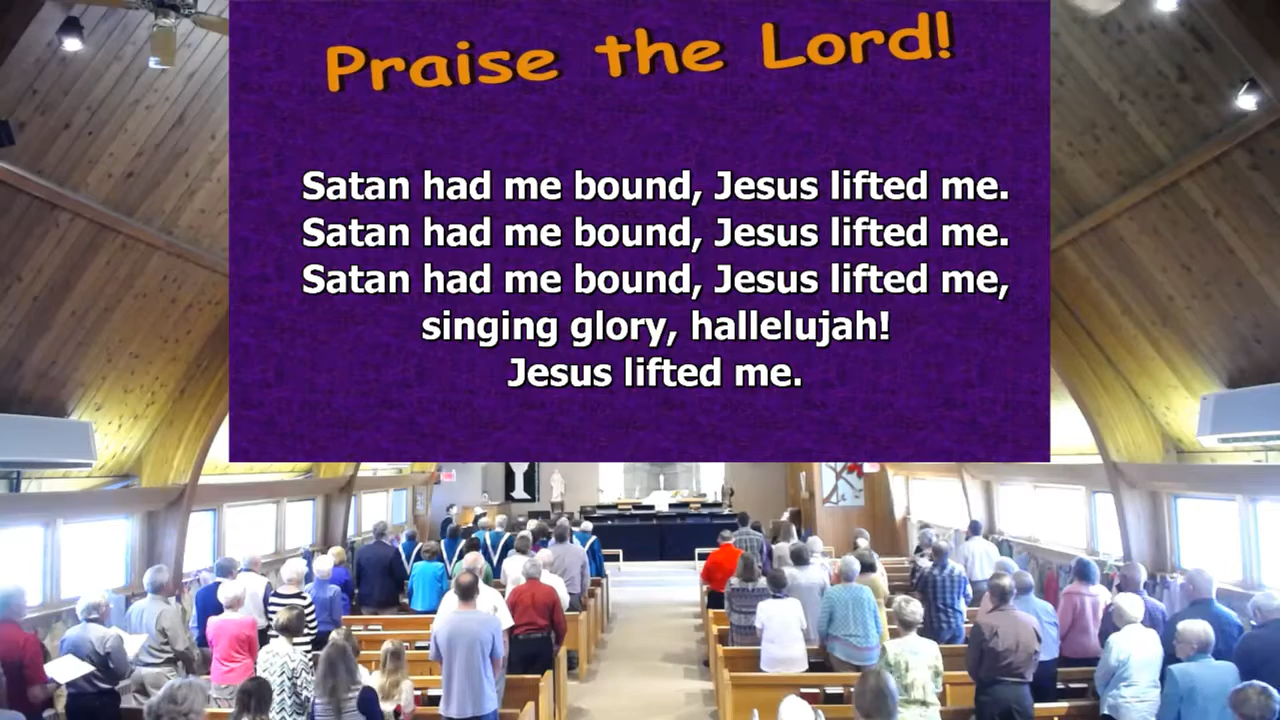 Praise the Lord!
Satan had me bound, Jesus lifted me.
Satan had me bound, Jesus lifted me.
Satan had me bound, Jesus lifted me,
singing glory, hallelujah!
Jesus lifted me.